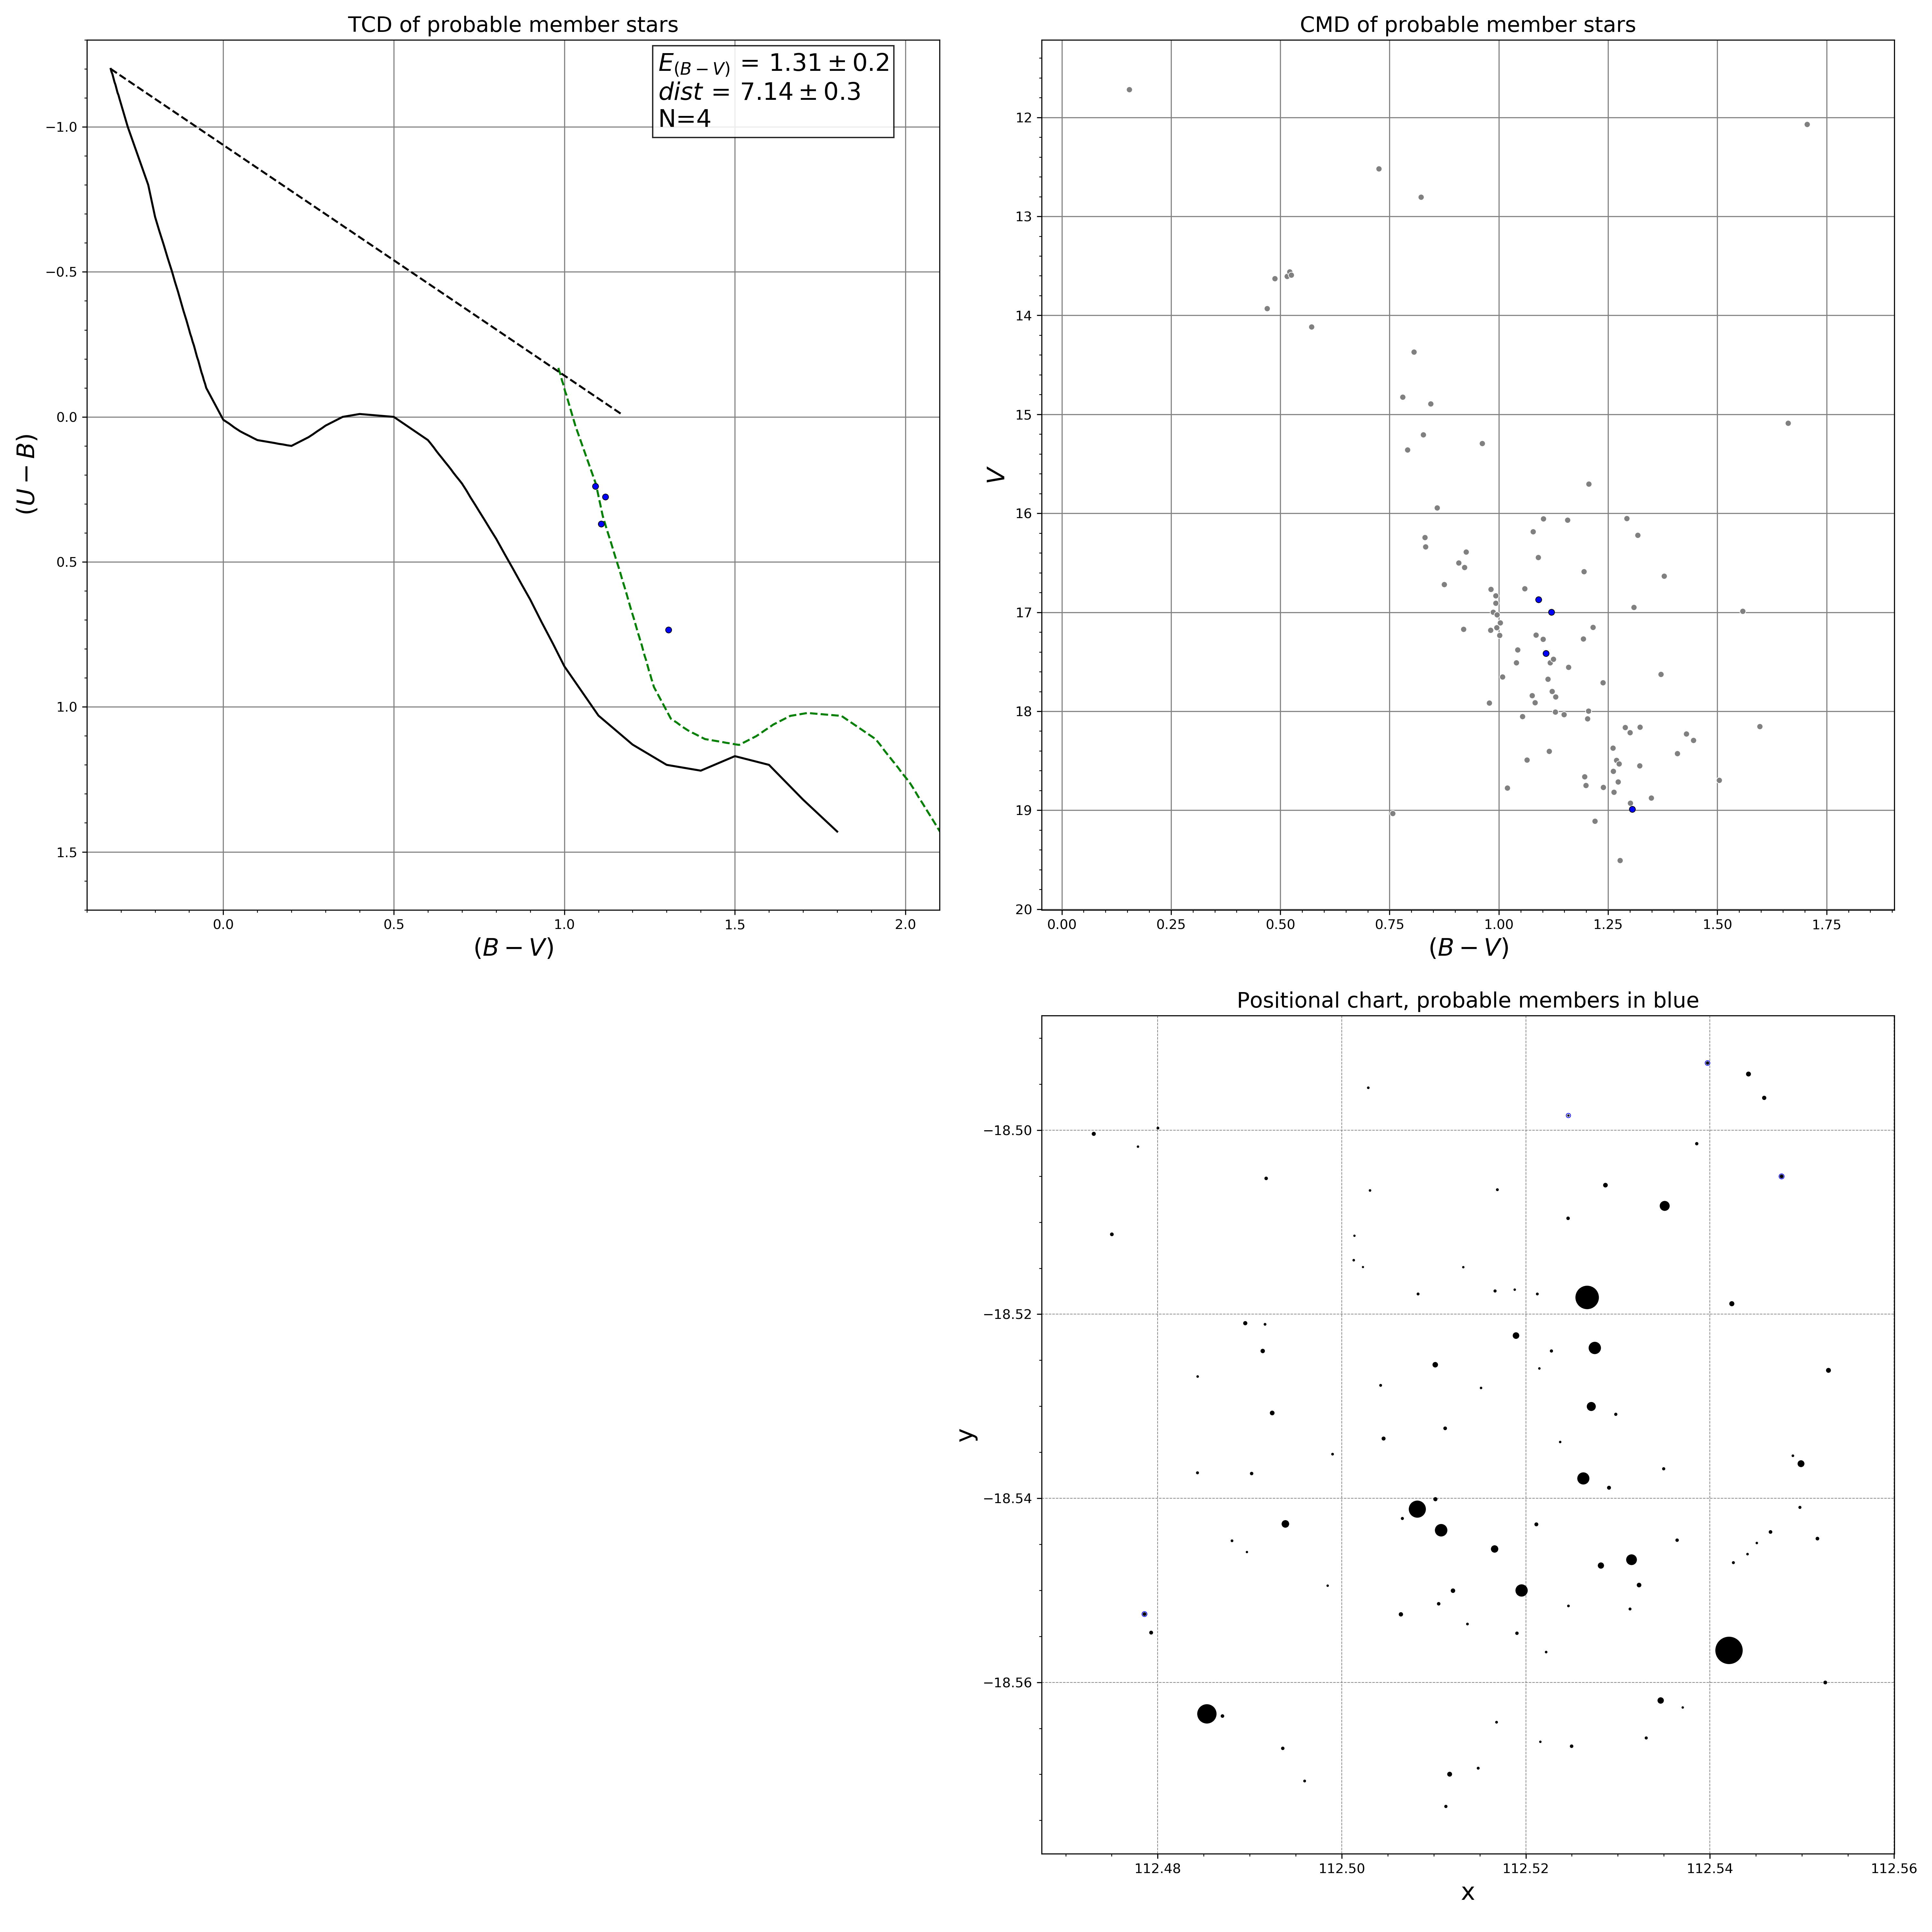 TCD of probable member stars
E(B−V) = 1.31 ± 0.2
dist = 7.14 ± 0.3
N=4
−1.0
−0.5
0.0
0.5
1.0
1.5
(U − B)
0.0 0.5 1.0 1.5 2.0
(B − V)
CMD of probable member stars
12
13
14
15
16
17
18
19
20
V
0.00 0.25 0.50 0.75 1.00 1.25 1.50 1.75
(B − V)
Positional chart, probable members in blue
−18.50
−18.52
−18.54
−18.56
y
112.48 112.50 112.52 112.54 112.56
x